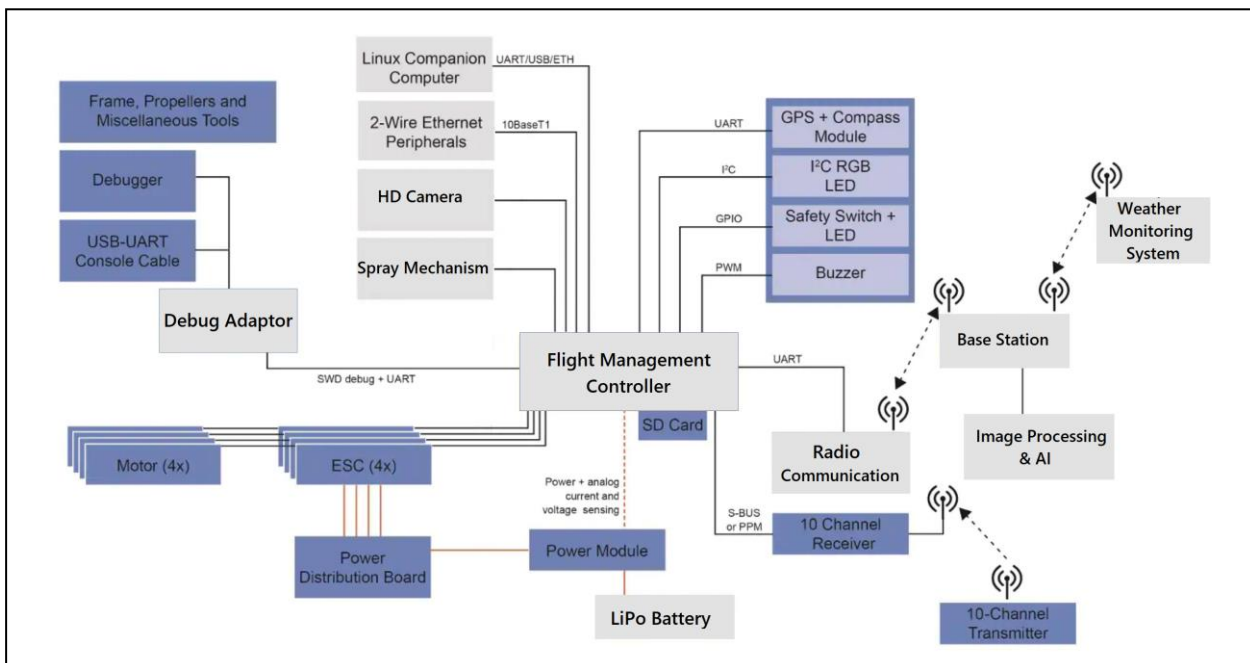 Frame, Propellers and
Miscellaneous Tools
Debugger
USB-UART
Console Cable
Debug Adaptor
SWD debug + UART
Linux Companion
Computer
UART/USB/ETH
2-Wire Ethernet
Peripherals
10BaseT1
HD Camera
Spray Mechanism
Flight Management
Controller
SD Card
UART
GPS + Compass
Module
I²C
I²C RGB
LED
GPIO
Safety Switch +
LED
PWM
Buzzer
Weather
Monitoring
System
Base Station
Image Processing
& AI
UART
Radio
Communication
S-BUS
or PPM
10 Channel
Receiver
10-Channel
Transmitter
Motor (4x)
ESC (4x)
Power + analog
current and
voltage sensing
Power
Distribution Board
Power Module
LiPo Battery